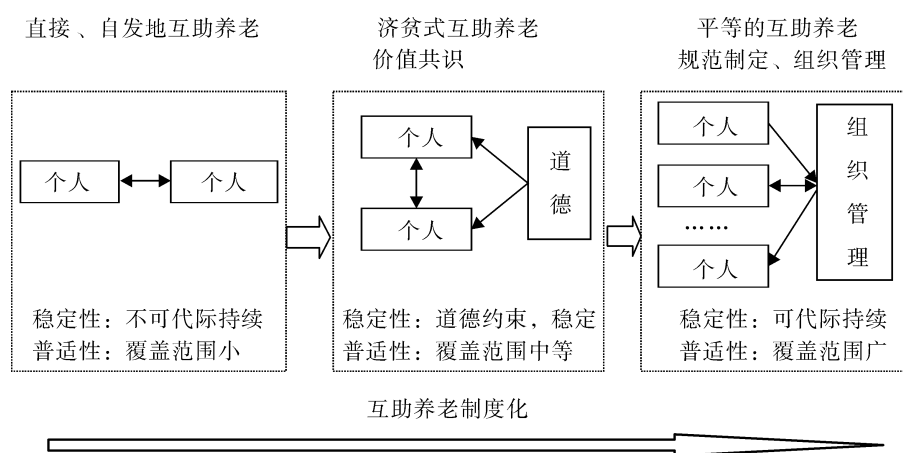 直接、自发地互助养老
济贫式互助养老
价值共识
平等的互助养老
规范制定、组织管理
个人
个人
稳定性：不可代际持续
普适性：覆盖范围小
个人
个人
道
德
稳定性：道德约束，稳定
普适性：覆盖范围中等
个人
个人
……
个人
组
织
管
理
稳定性：可代际持续
普适性：覆盖范围广
互助养老制度化